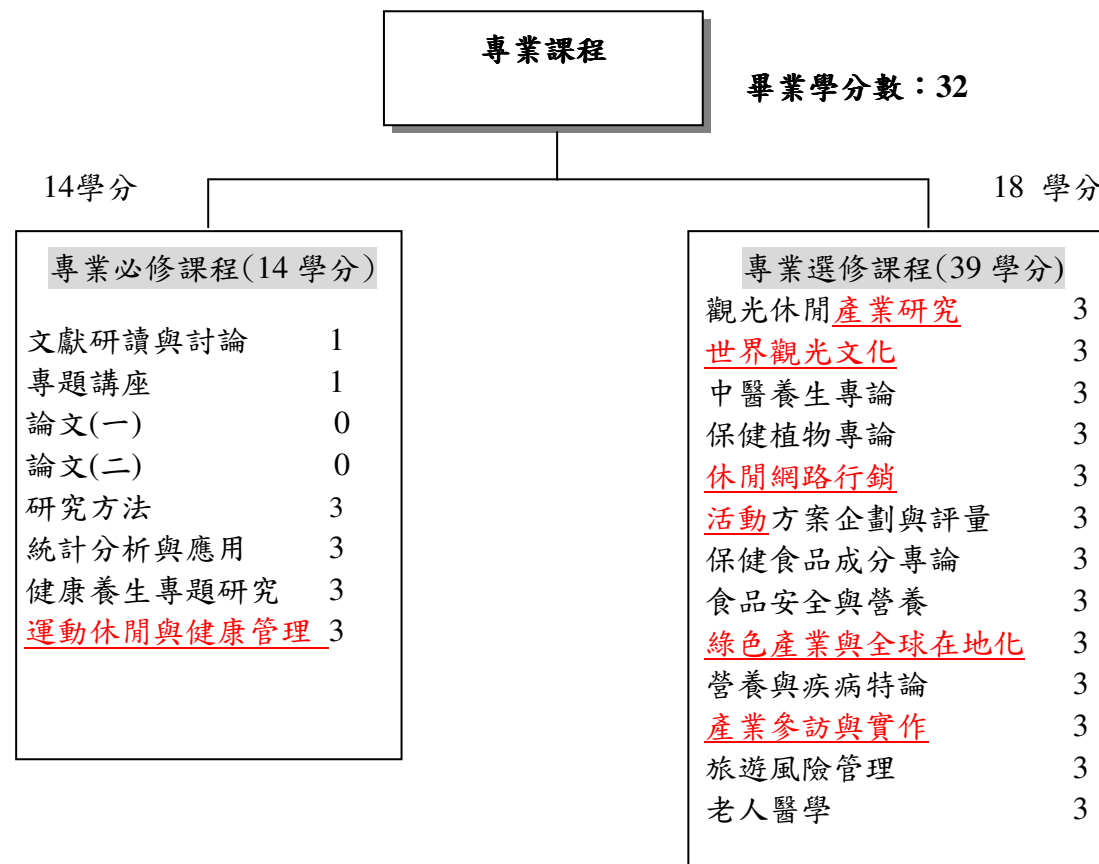 專業課程
畢業學分數：32
14學分
18 學分
專業必修課程(14 學分)
文獻研讀與討論 1
專題講座 1
論文(一) 0
論文(二) 0
研究方法 3
統計分析與應用 3
健康養生專題研究 3
運動休閒與健康管理 3
專業選修課程(39 學分)
觀光休閒產業研究 3
世界觀光文化 3
中醫養生專論 3
保健植物專論 3
休閒網路行銷 3
活動方案企劃與評量 3
保健食品成分專論 3
食品安全與營養 3
綠色產業與全球在地化 3
營養與疾病特論 3
產業參訪與實作 3
旅遊風險管理 3
老人醫學 3